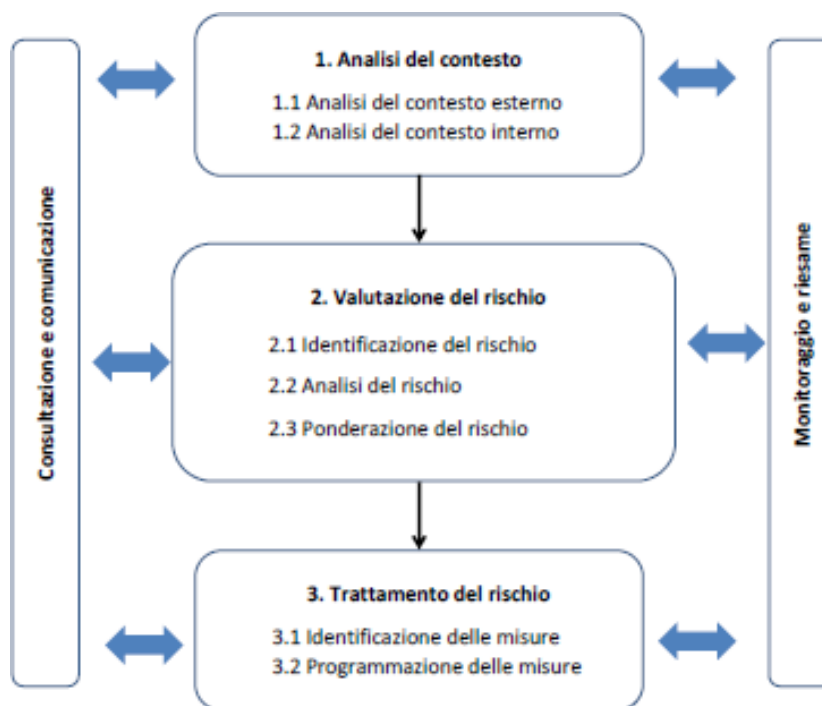 Consultazione e comunicazione
1. Analisi del contesto
1.1 Analisi del contesto esterno
1.2 Analisi del contesto interno
2. Valutazione del rischio
2.1 Identificazione del rischio
2.2 Analisi del rischio
2.3 Ponderazione del rischio
3. Trattamento del rischio
3.1 Identificazione delle misure
3.2 Programmazione delle misure
Monitoraggio e riesame